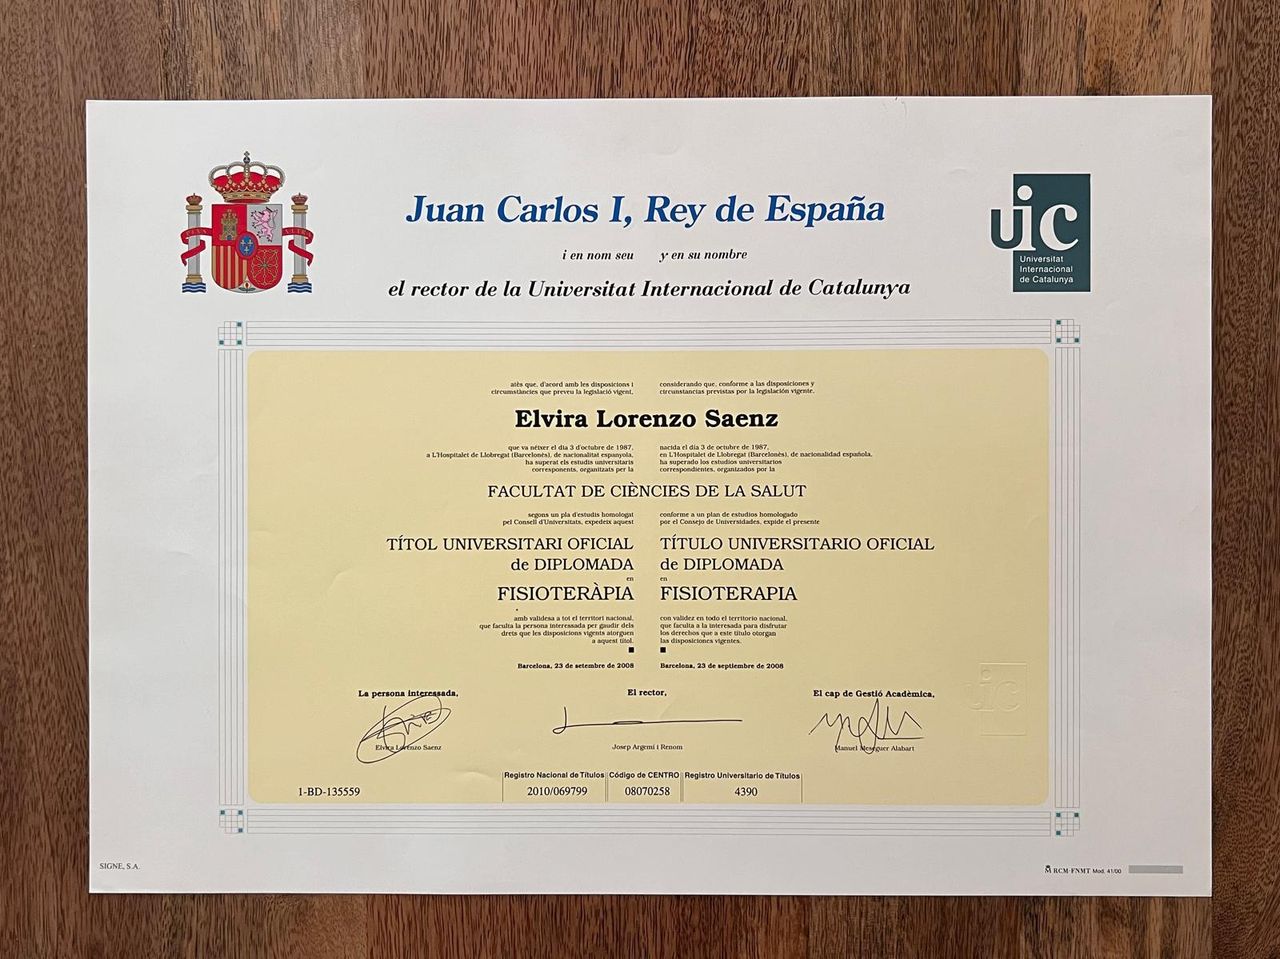 Juan Carlos I, Rey de España
i en nom seu y en su nombre
el rector de la Universitat Internacional de Catalunya
uic
Universitat
Internacional
de Catalunya
atès que, d'acord amb les disposicions i
circumstàncies que preveu la legislació vigent,
considerando que, conforme a las disposiciones y
circunstancias previstas por la legislación vigente,
Elvira Lorenzo Saenz
que va néixer el dia 3 d'octubre de 1987,
a L'Hospitalet de Llobregat (Barcelonès), de nacionalitat espanyola,
ha superat els estudis universitaris
corresponents, organitzats per la
nacida el día 3 de octubre de 1987,
en L'Hospitalet de Llobregat (Barcelonès), de nacionalidad española,
ha superado los estudios universitarios
correspondientes, organizados por la
FACULTAT DE CIÈNCIES DE LA SALUT
segons un pla d'estudis homologat
pel Consell d'Universitats, expedeix aquest
conforme a un plan de estudios homologado
por el Consejo de Universidades, expide el presente
TÍTOL UNIVERSITARI OFICIAL
de DIPLOMADA
en
FISIOTERÀPIA
TÍTULO UNIVERSITARIO OFICIAL
de DIPLOMADA
en
FISIOTERAPIA
amb validesa a tot el territori nacional,
que faculta la persona interessada per gaudir dels
drets que les disposicions vigents atorguen
a aquest títol.
con validez en todo el territorio nacional,
que faculta a la interesada para disfrutar
los derechos que a este título otorgan
las disposiciones vigentes.
Barcelona, 23 de setembre de 2008
Barcelona, 23 de septiembre de 2008
La persona interessada,
Elvira Lorenzo Saenz
El rector,
Josep Argemí i Renom
El cap de Gestió Acadèmica,
Manuel Meseguer Alabart
uic
1-BD-135559
Registro Nacional de Títulos Código de CENTRO Registro Universitario de Títulos
2010/069799 08070258 4390
SIGNE, S.A.
RCM-FNMT Mod. 41/00